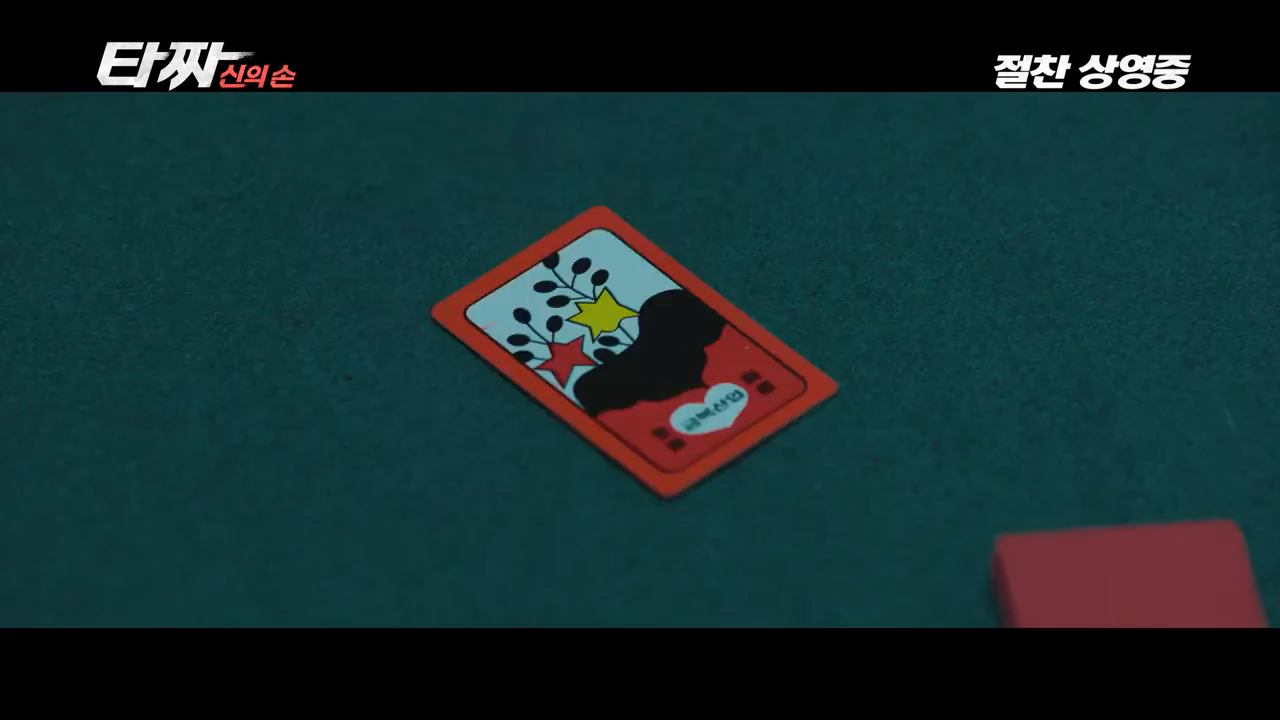 타짜 신의 손
절찬 상영중